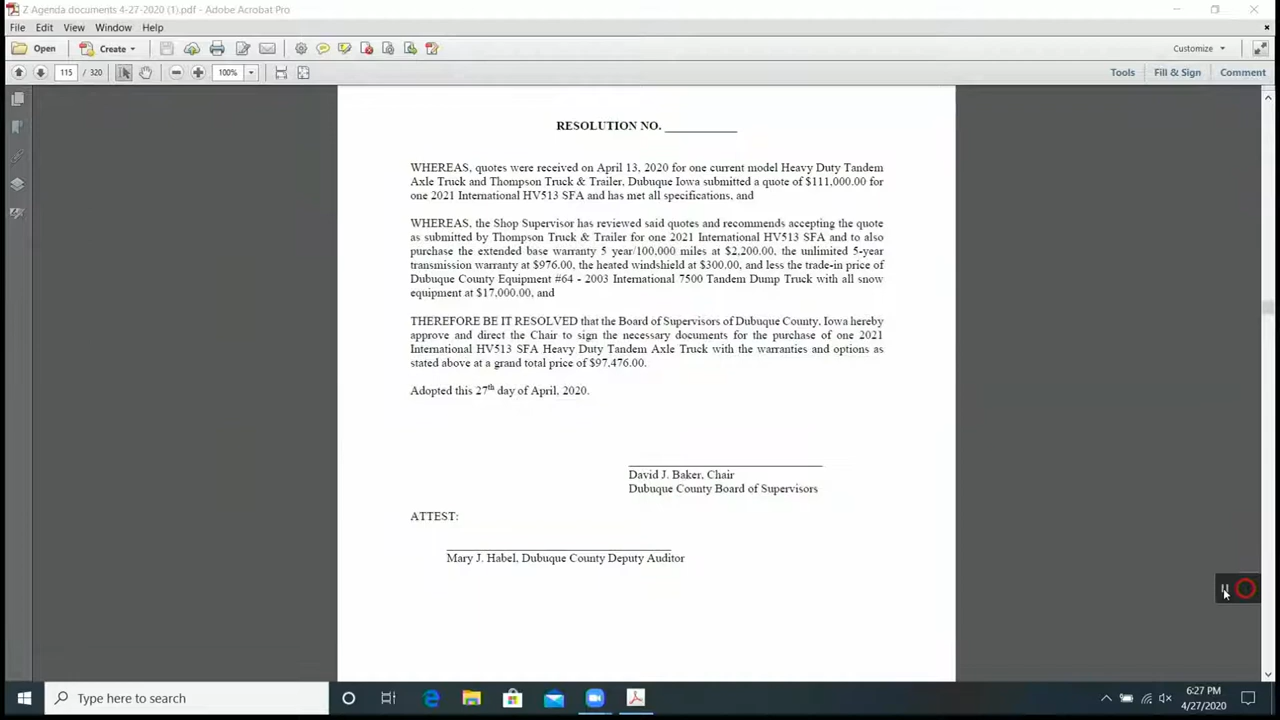 Z Agenda documents 4-27-2020 (1).pdf - Adobe Acrobat Pro
File Edit View Window Help
Open Create Customize
115 / 320 100% Tools Fill & Sign Comment
RESOLUTION NO. ___________
WHEREAS, quotes were received on April 13, 2020 for one current model Heavy Duty Tandem
Axle Truck and Thompson Truck & Trailer, Dubuque Iowa submitted a quote of $111,000.00 for
one 2021 International HV513 SFA and has met all specifications, and
WHEREAS, the Shop Supervisor has reviewed said quotes and recommends accepting the quote
as submitted by Thompson Truck & Trailer for one 2021 International HV513 SFA and to also
purchase the extended base warranty 5 year/100,000 miles at $2,200.00, the unlimited 5-year
transmission warranty at $976.00, the heated windshield at $300.00, and less the trade-in price of
Dubuque County Equipment #64 - 2003 International 7500 Tandem Dump Truck with all snow
equipment at $17,000.00, and
THEREFORE BE IT RESOLVED that the Board of Supervisors of Dubuque County, Iowa hereby
approve and direct the Chair to sign the necessary documents for the purchase of one 2021
International HV513 SFA Heavy Duty Tandem Axle Truck with the warranties and options as
stated above at a grand total price of $97,476.00.
Adopted this 27th day of April, 2020.
David J. Baker, Chair
Dubuque County Board of Supervisors
ATTEST:
Mary J. Habel, Dubuque County Deputy Auditor
Type here to search
6:27 PM
4/27/2020